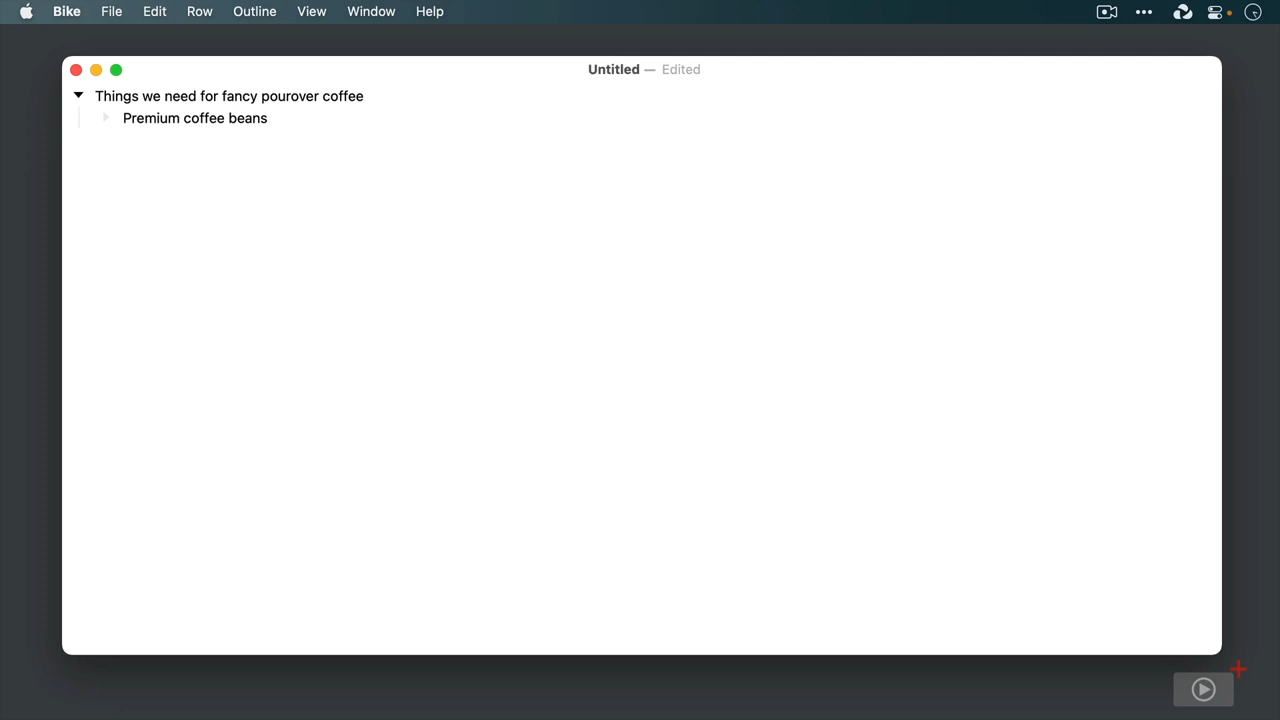 Bike File Edit Row Outline View Window Help
Untitled — Edited
Things we need for fancy pourover coffee
Premium coffee beans